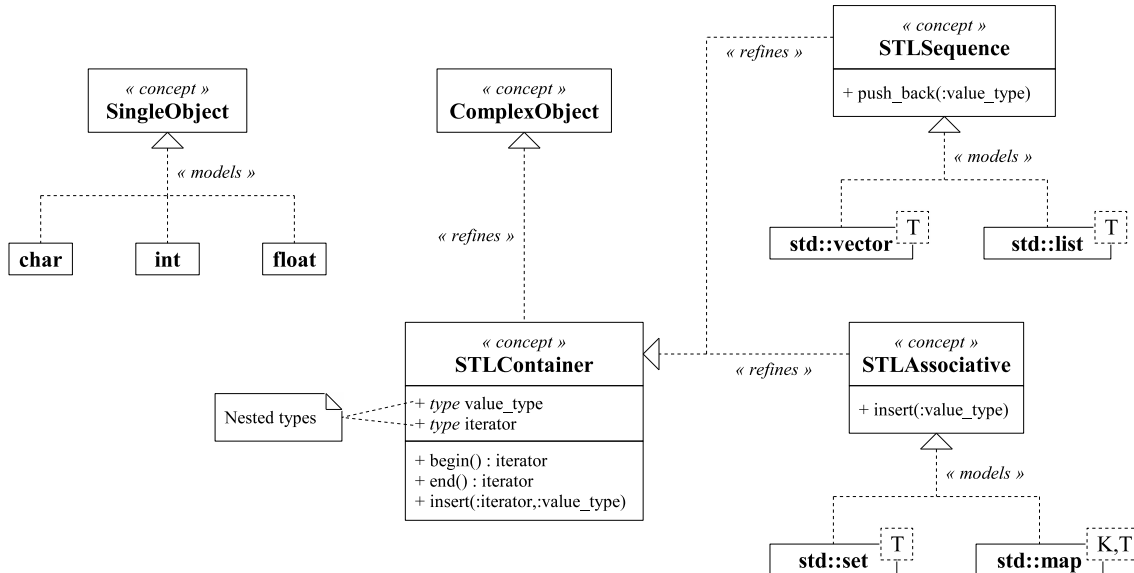 « concept »
SingleObject
« models »
char
int
float
« concept »
ComplexObject
« refines »
« concept »
STLContainer
+ type value_type
+ type iterator
+ begin() : iterator
+ end() : iterator
+ insert(:iterator,:value_type)
Nested types
« refines »
« concept »
STLSequence
+ push_back(:value_type)
« models »
std::vector
T
std::list
T
« refines »
« concept »
STLAssociative
+ insert(:value_type)
« models »
std::set
T
std::map
K,T